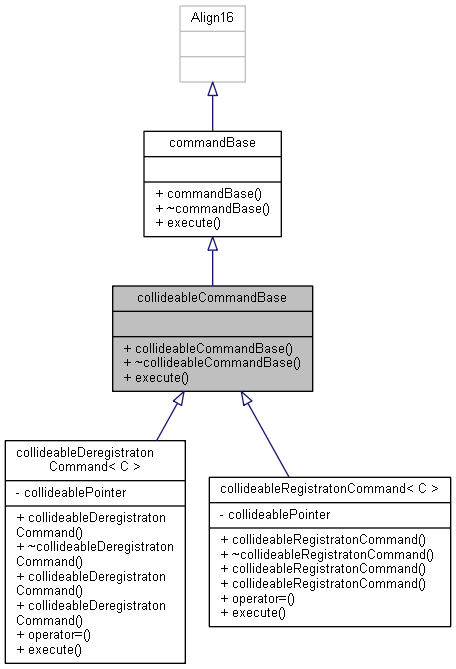 Align16
commandBase
+ commandBase()
+ ~commandBase()
+ execute()
collideableCommandBase
+ collideableCommandBase()
+ ~collideableCommandBase()
+ execute()
collideableDeregistraton
Command< C >
- collideablePointer
+ collideableDeregistraton
Command()
+ ~collideableDeregistraton
Command()
+ collideableDeregistraton
Command()
+ collideableDeregistraton
Command()
+ operator=()
+ execute()
collideableRegistratonCommand< C >
- collideablePointer
+ collideableRegistratonCommand()
+ ~collideableRegistratonCommand()
+ collideableRegistratonCommand()
+ collideableRegistratonCommand()
+ operator=()
+ execute()